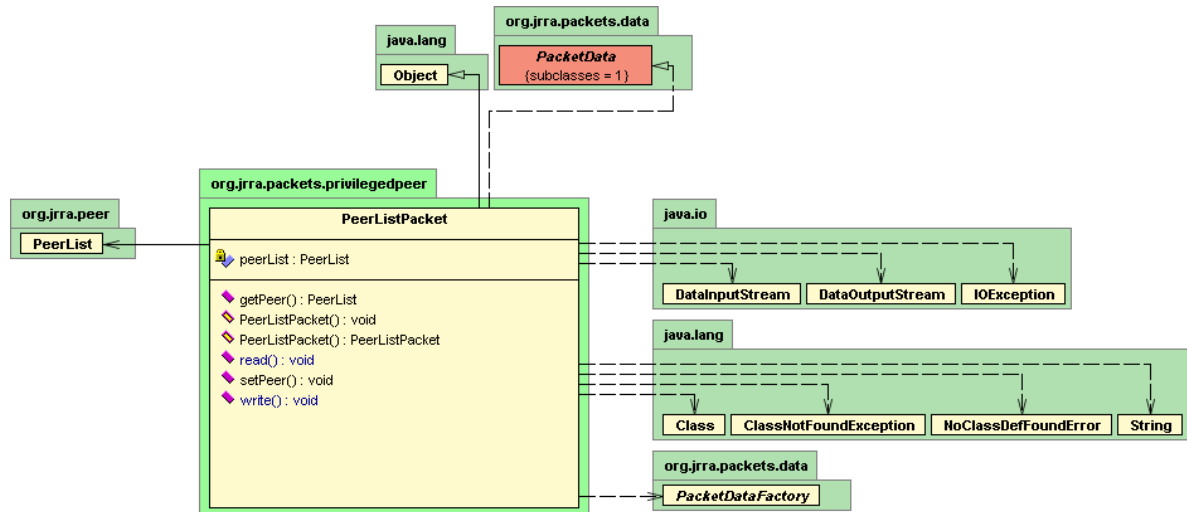 org.jrra.packets.data
java.lang
PacketData
{subclasses = 1}
Object
org.jrra.packets.privilegedpeer
org.jrra.peer
PeerList
PeerListPacket
peerList : PeerList
getPeer() : PeerList
PeerListPacket() : void
PeerListPacket() : PeerListPacket
read() : void
setPeer() : void
write() : void
java.io
DataInputStream
DataOutputStream
IOException
java.lang
Class
ClassNotFoundException
NoClassDefFoundError
String
org.jrra.packets.data
PacketDataFactory